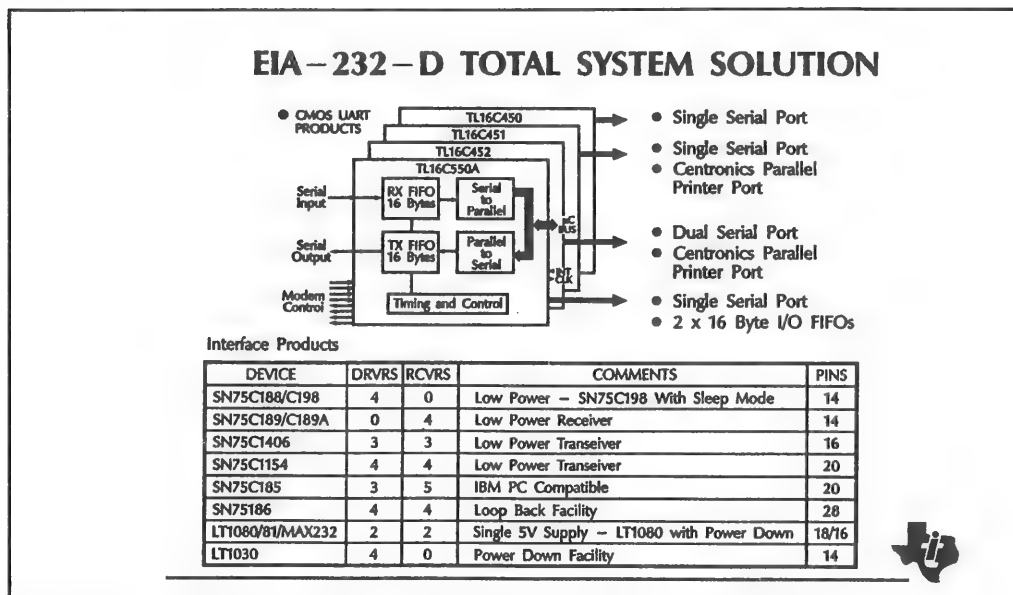 EIA-232-D TOTAL SYSTEM SOLUTION
● CMOS UART
PRODUCTS
TL16C450
TL16C451
TL16C452
TL16C550A
Serial
Input
RX FIFO
16 Bytes
Serial
to
Parallel
Serial
Output
TX FIFO
16 Bytes
Parallel
to
Serial
μC
BUS
INT
CLK
Modem
Control
Timing and Control
● Single Serial Port
● Single Serial Port
● Centronics Parallel
Printer Port
● Dual Serial Port
● Centronics Parallel
Printer Port
● Single Serial Port
● 2 x 16 Byte I/O FIFOs
Interface Products
DEVICE DRVRS RCVRS COMMENTS PINS
SN75C188/C198 4 0 Low Power – SN75C198 With Sleep Mode 14
SN75C189/C189A 0 4 Low Power Receiver 14
SN75C1406 3 3 Low Power Transeiver 16
SN75C1154 4 4 Low Power Transeiver 20
SN75C185 3 5 IBM PC Compatible 20
SN75186 4 4 Loop Back Facility 28
LT1080/81/MAX232 2 2 Single 5V Supply – LT1080 with Power Down 18/16
LT1030 4 0 Power Down Facility 14